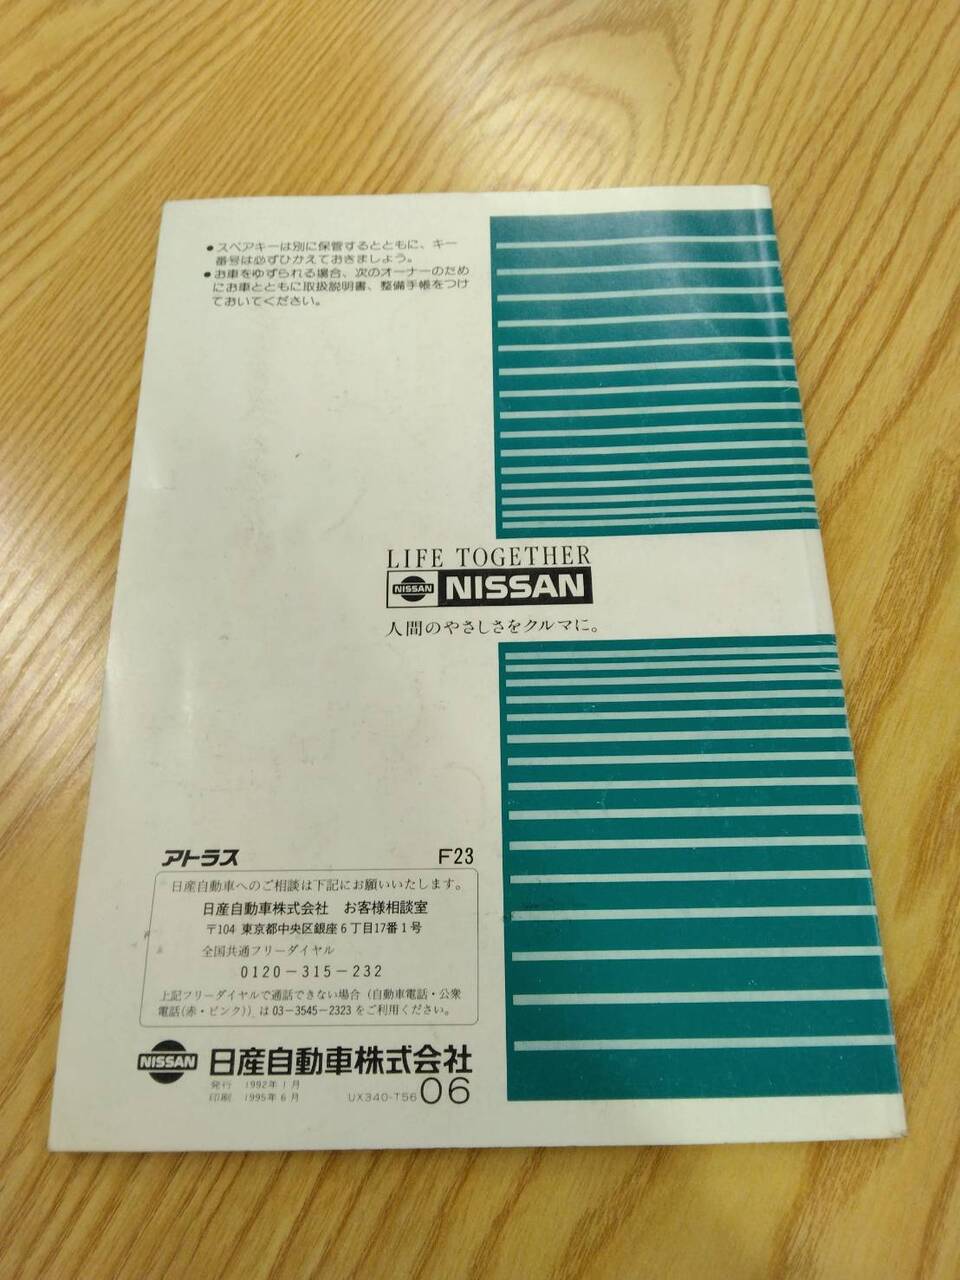 ●スペアキーは別に保管するとともに、キー
番号は必ずひかえておきましょう。
●お車をゆずられる場合、次のオーナーのため
にお車とともに取扱説明書、整備手帳をつけ
ておいてください。
LIFE TOGETHER
NISSAN NISSAN
人間のやさしさをクルマに。
アトラス F23
日産自動車へのご相談は下記にお願いいたします。
日産自動車株式会社 お客様相談室
〒104 東京都中央区銀座6丁目17番1号
全国共通フリーダイヤル
0120-315-232
上記フリーダイヤルで通話できない場合(自動車電話・公衆
電話(赤・ピンク))は03-3545-2323をご利用ください。
NISSAN 日産自動車株式会社
発行 1992年1月
印刷 1995年6月 UX340-T56 06